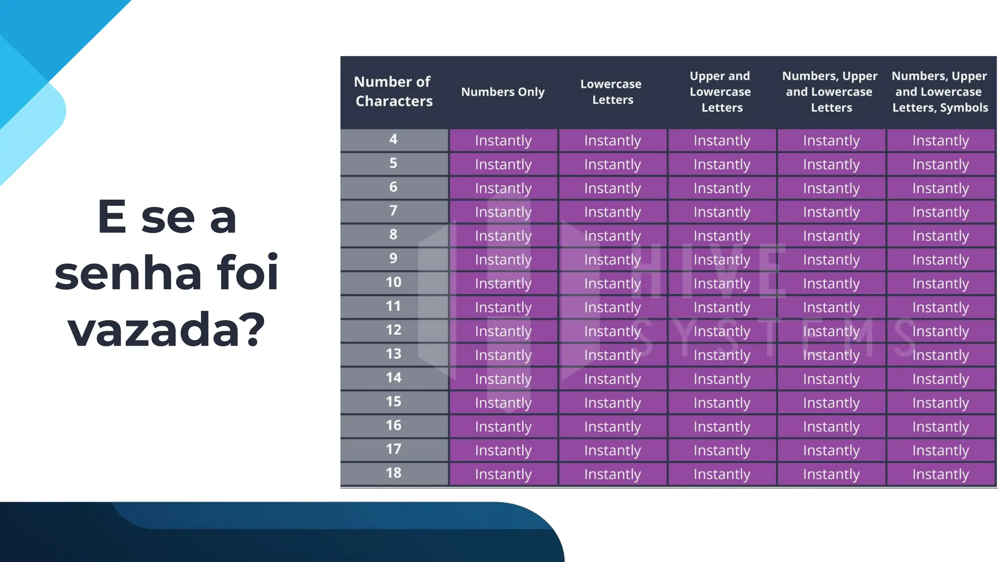 E se a
senha foi
vazada?
Number of Characters Numbers Only Lowercase Letters Upper and Lowercase Letters Numbers, Upper and Lowercase Letters Numbers, Upper and Lowercase Letters, Symbols
4 Instantly Instantly Instantly Instantly Instantly
5 Instantly Instantly Instantly Instantly Instantly
6 Instantly Instantly Instantly Instantly Instantly
7 Instantly Instantly Instantly Instantly Instantly
8 Instantly Instantly Instantly Instantly Instantly
9 Instantly Instantly Instantly Instantly Instantly
10 Instantly Instantly Instantly Instantly Instantly
11 Instantly Instantly Instantly Instantly Instantly
12 Instantly Instantly Instantly Instantly Instantly
13 Instantly Instantly Instantly Instantly Instantly
14 Instantly Instantly Instantly Instantly Instantly
15 Instantly Instantly Instantly Instantly Instantly
16 Instantly Instantly Instantly Instantly Instantly
17 Instantly Instantly Instantly Instantly Instantly
18 Instantly Instantly Instantly Instantly Instantly
HIVE
SYSTEMS